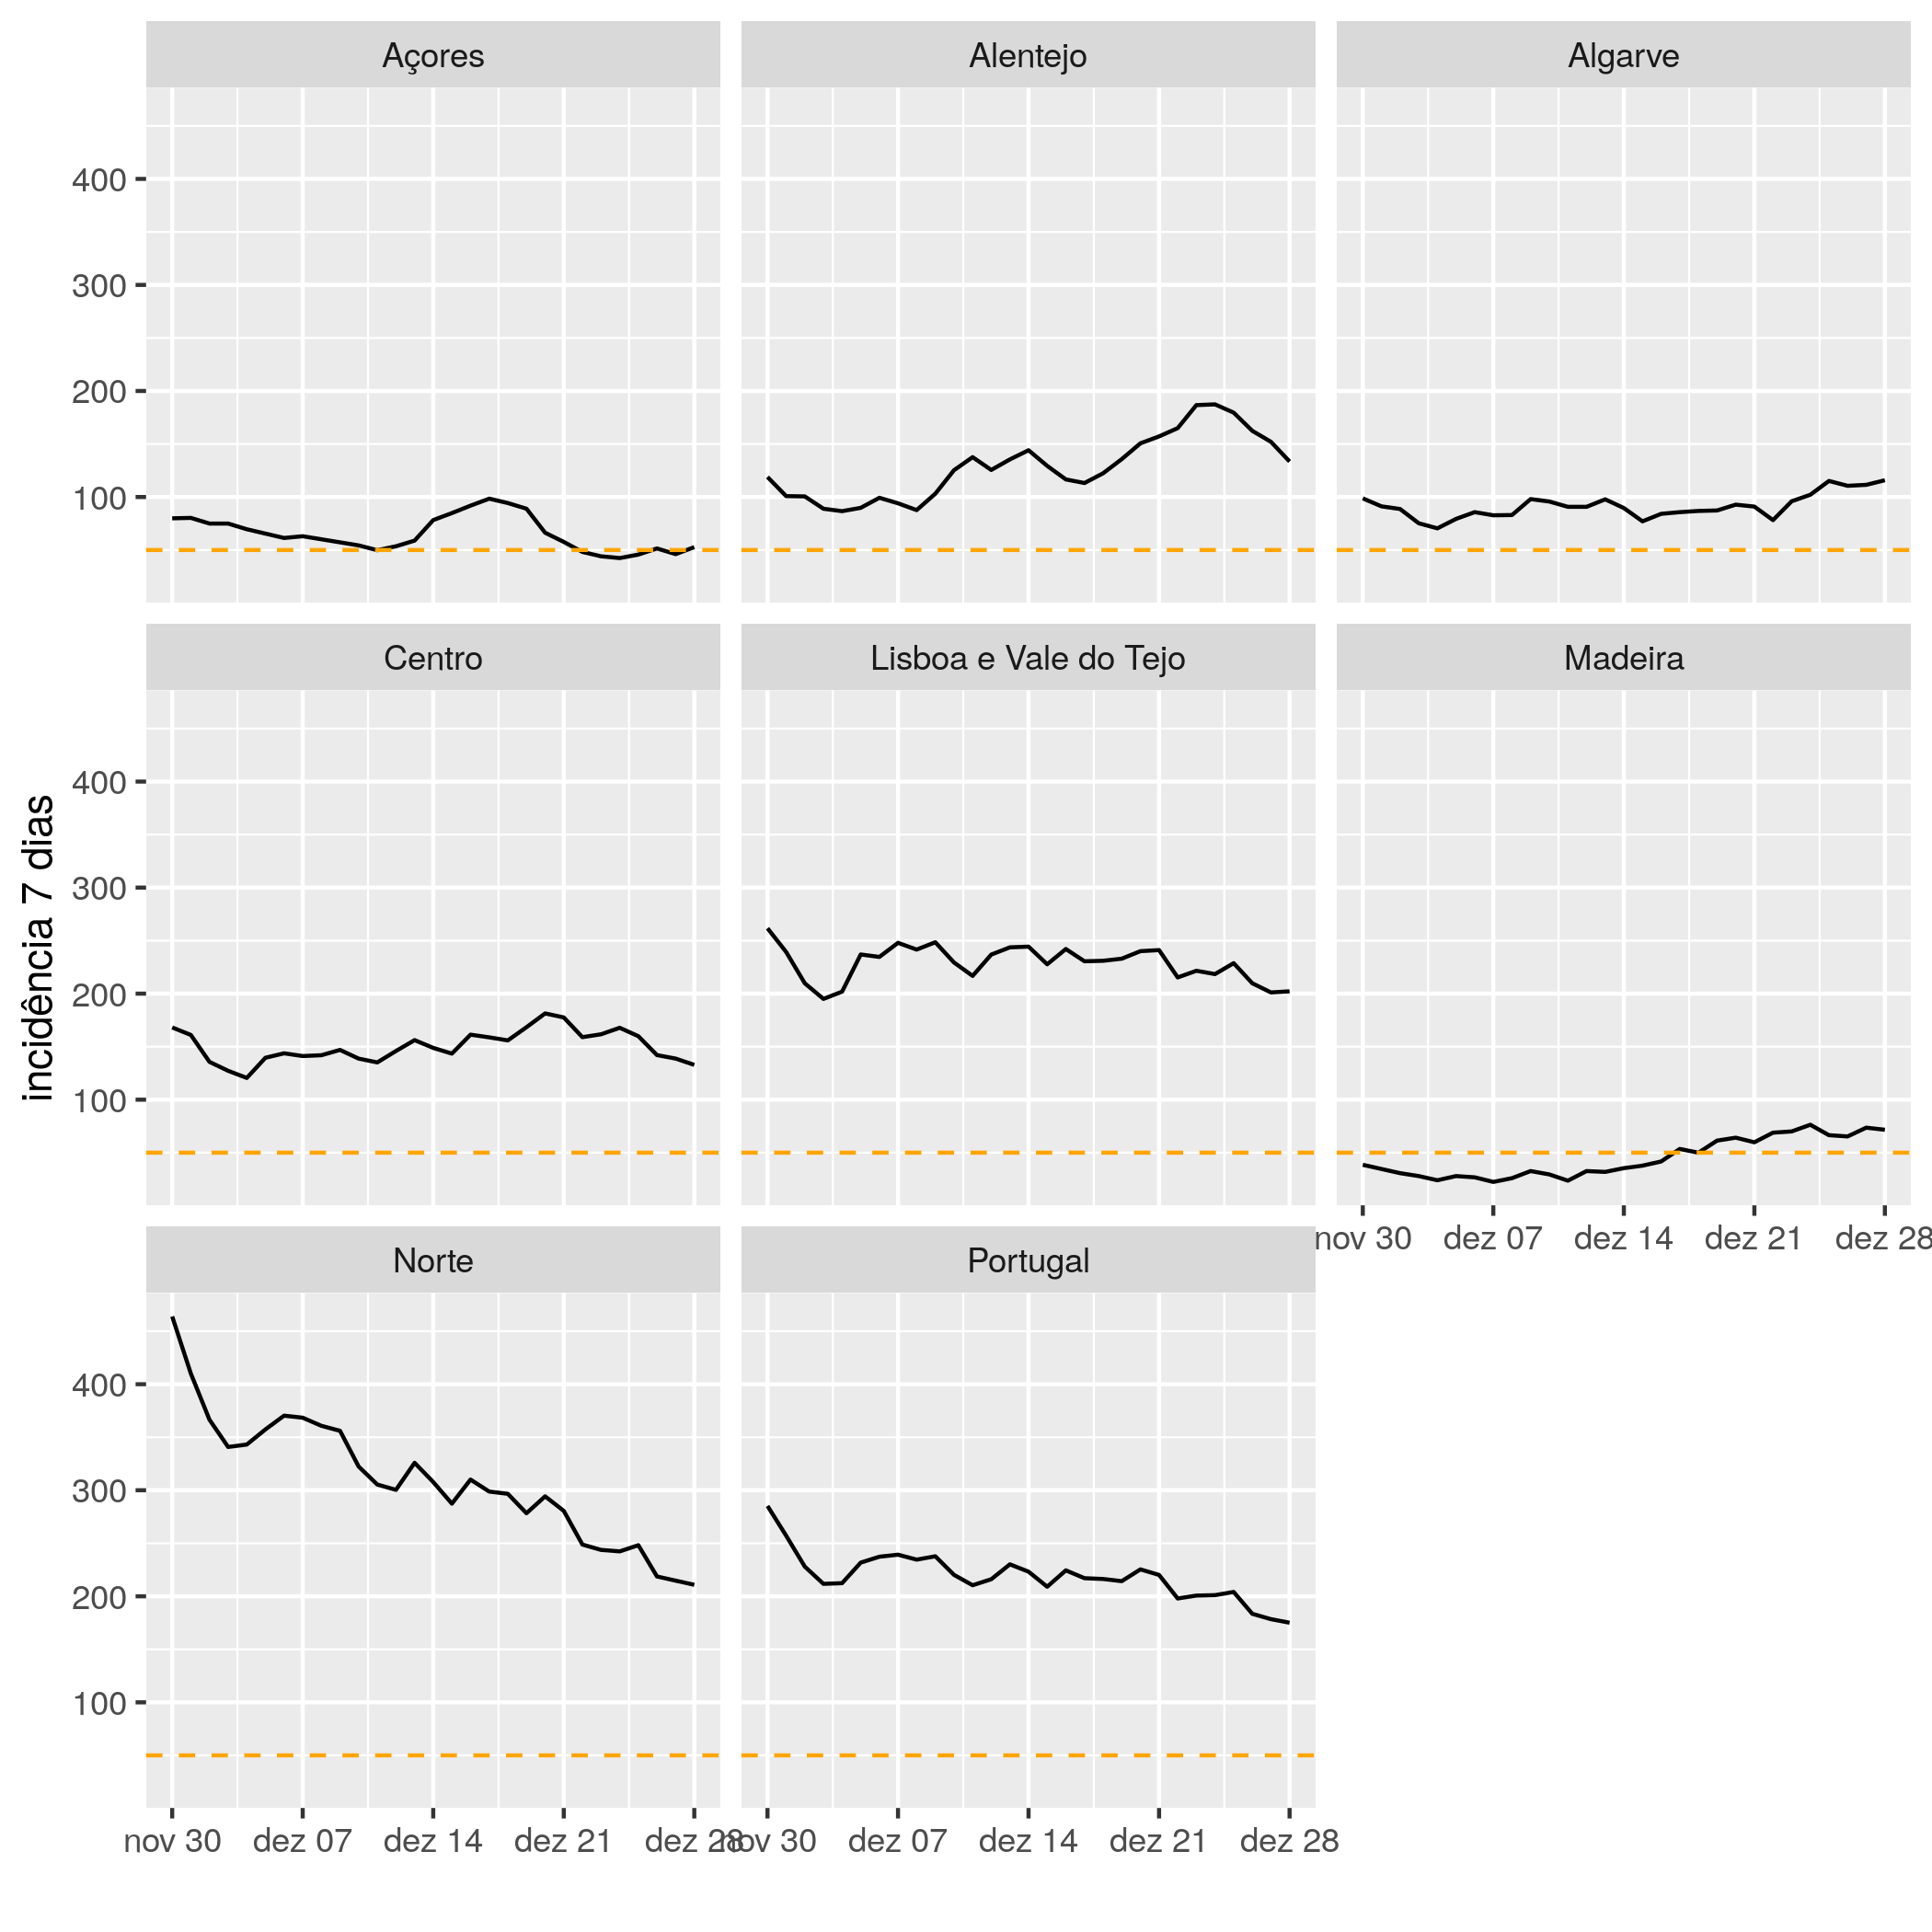 Açores Alentejo Algarve
400
300
200
100
Centro Lisboa e Vale do Tejo Madeira
400
300
200
100
incidência 7 dias
nov 30 dez 07 dez 14 dez 21 dez 28
Norte Portugal
400
300
200
100
nov 30 dez 07 dez 14 dez 21 dez 28 nov 30 dez 07 dez 14 dez 21 dez 28